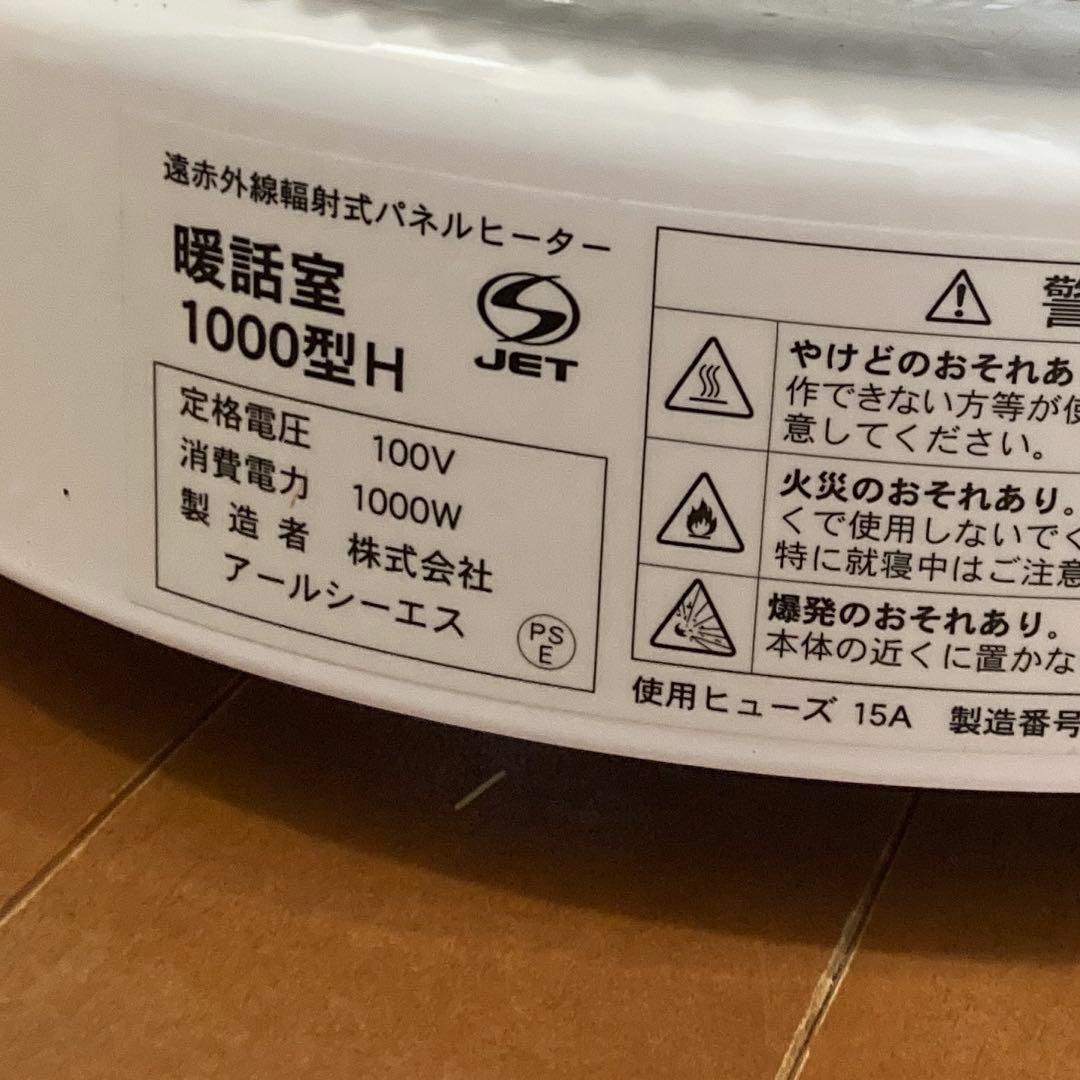 遠赤外線輻射式パネルヒーター
暖話室
1000型H
JET
定格電圧 100V
消費電力 1000W
製造者 株式会社
アールシーエス
PS
E
警
やけどのおそれあ
作できない方等が使
意してください。
火災のおそれあり。
くで使用しないでく
特に就寝中はご注意
爆発のおそれあり。
本体の近くに置かな
使用ヒューズ 15A 製造番号